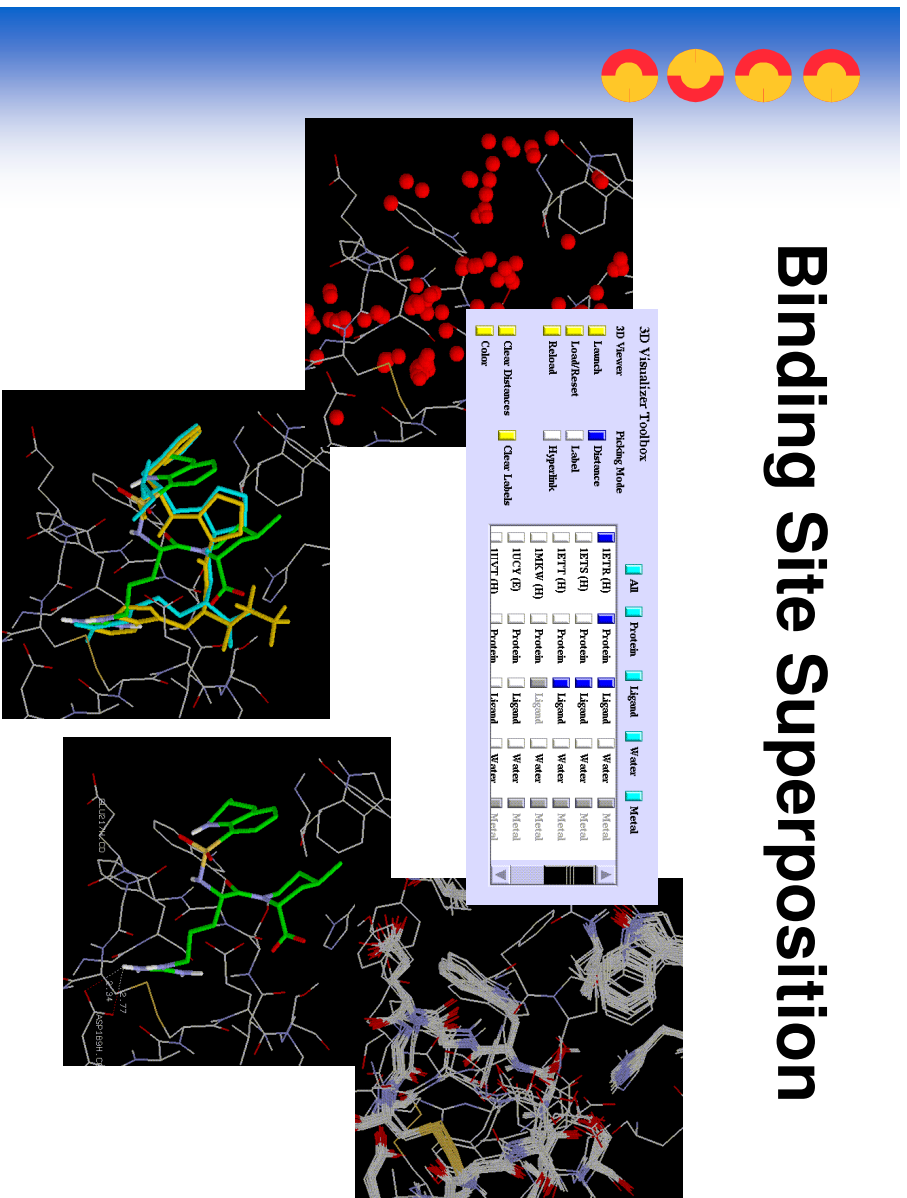 Binding Site Superposition
3D Visualizer Toolbox
3D Viewer Picking Mode
Launch Distance
Load/Reset Label
Reload Hyperlink
Clear Distances Clear Labels
Color
All Protein Ligand Water Metal
1ETR (H) Protein Ligand Water Metal
1ETS (H) Protein Ligand Water Metal
1ETT (H) Protein Ligand Water Metal
1MKW (H) Protein Ligand Water Metal
1UCY (E) Protein Ligand Water Metal
1UVT (H) Protein Ligand Water Metal
2.77